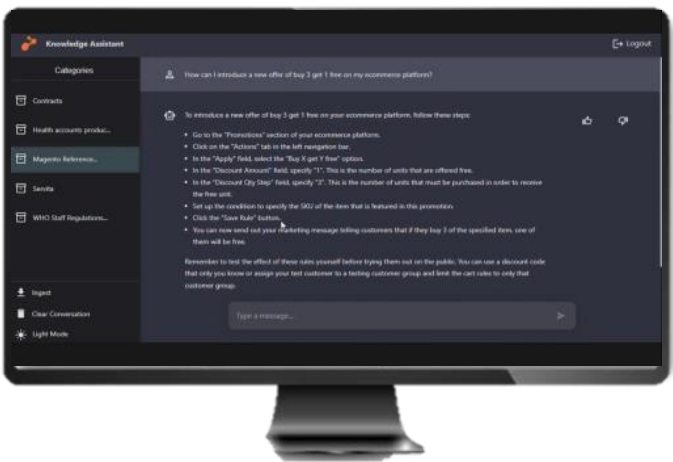 Knowledge Assistant
Logout
Categories
Contracts
Health accounts produc...
Magento Reference...
Servita
WHO Staff Regulations...
Ingest
Clear Conversation
Light Mode
How can I introduce a new offer of buy 3 get 1 free on my ecommerce platform?
To introduce a new offer of buy 3 get 1 free on your ecommerce platform, follow these steps:
• Go to the "Promotions" section of your ecommerce platform.
• Click on the "Actions" tab in the left navigation bar.
• In the "Apply" field, select the "Buy X get Y free" option.
• In the "Discount Amount" field, specify "1". This is the number of units that are offered free.
• In the "Discount Qty Step" field, specify "3". This is the number of units that must be purchased in order to receive
the free unit.
• Set up the condition to specify the SKU of the item that is featured in this promotion.
• Click the "Save Rule" button.
• You can now send out your marketing message telling customers that if they buy 3 of the specified item, one of
them will be free.
Remember to test the effect of these rules yourself before trying them out on the public. You can use a discount code
that only you know or assign your test customer to a testing customer group and limit the cart rules to only that
customer group.
Type a message...